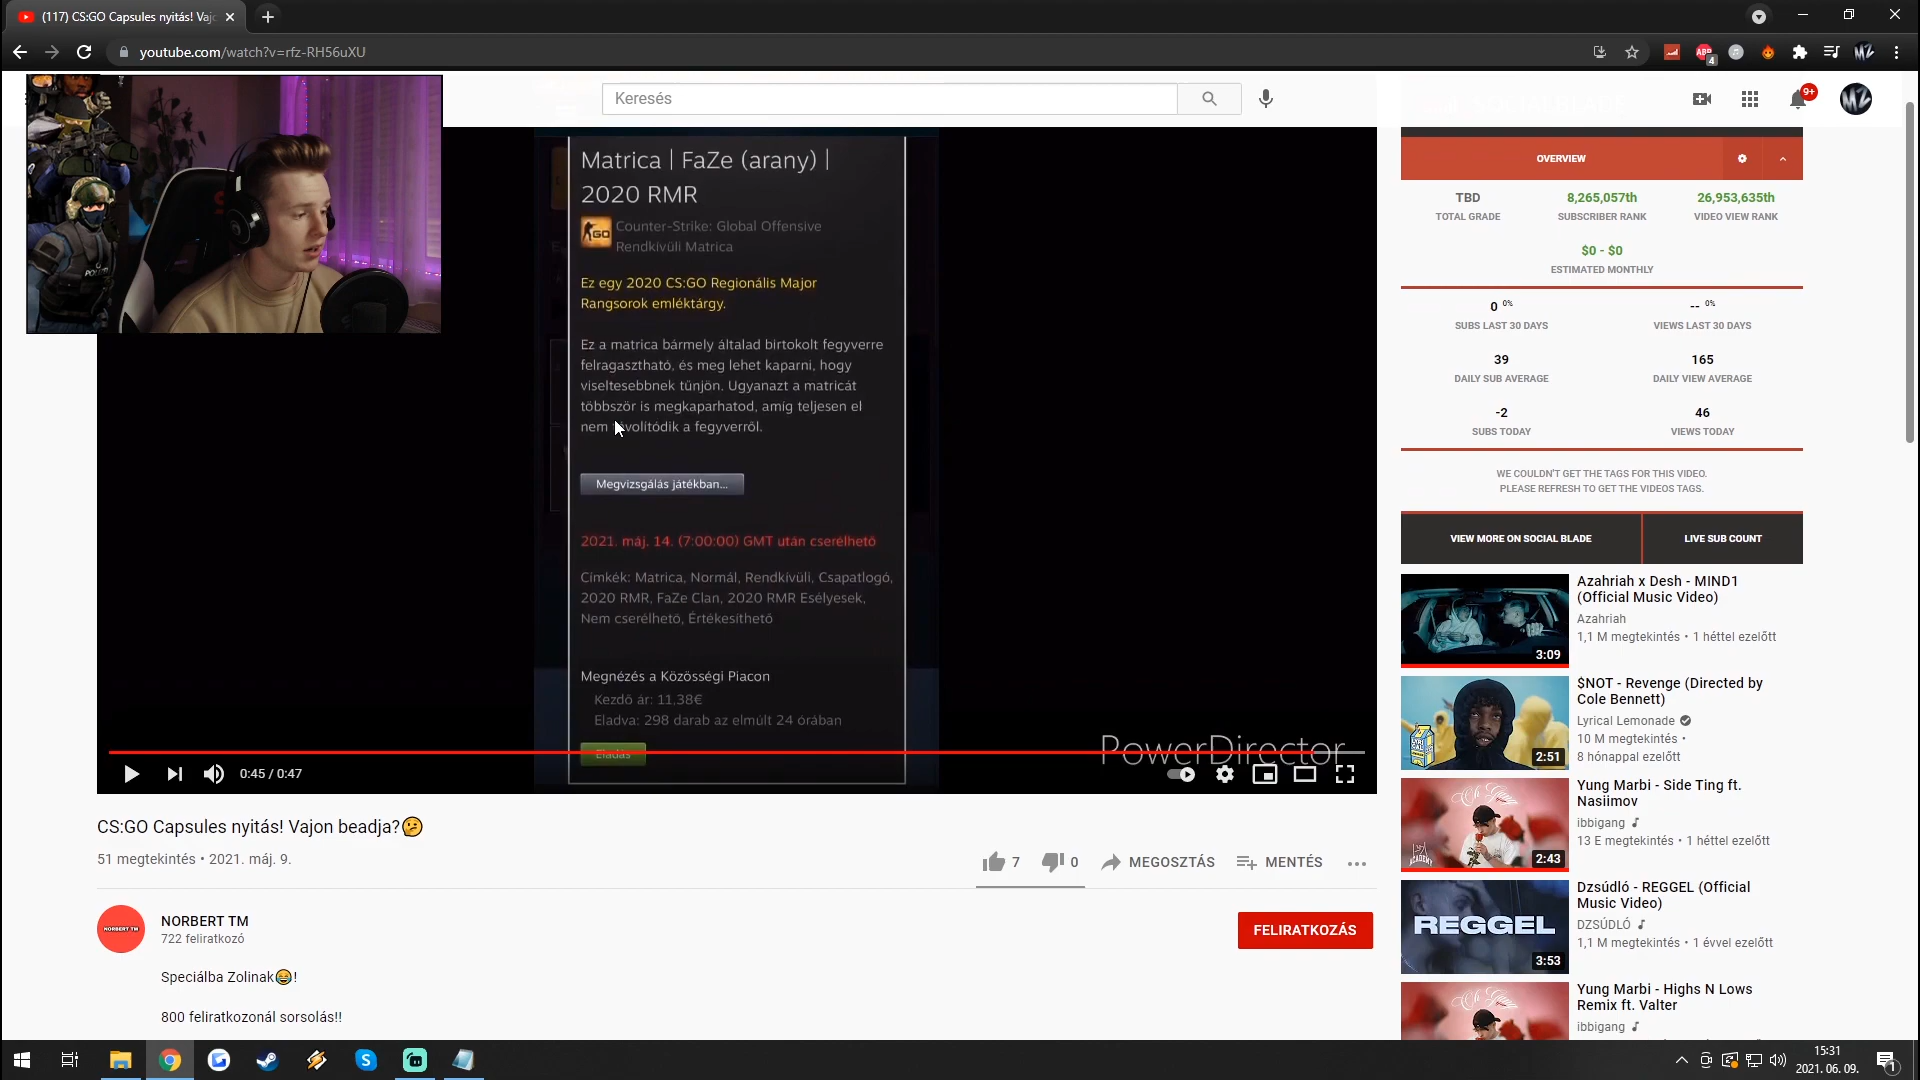 (117) CS:GO Capsules nyitás! Vaj
youtube.com/watch?v=rfz-RH56uXU
ABP
4
MZ
Keresés
9+
MZ
Matrica | FaZe (arany) |
2020 RMR
GO
Counter-Strike: Global Offensive
Rendkívüli Matrica
Ez egy 2020 CS:GO Regionális Major
Rangsorok emléktárgy.
Ez a matrica bármely általad birtokolt fegyverre
felragasztható, és meg lehet kaparni, hogy
viseltesebbnek tűnjön. Ugyanazt a matricát
többször is megkaparhatod, amíg teljesen el
nem távolítódik a fegyverről.
Megvizsgálás játékban...
2021. máj. 14. (7:00:00) GMT után cserélhető
Címkék: Matrica, Normál, Rendkívüli, Csapatlogó,
2020 RMR, FaZe Clan, 2020 RMR Esélyesek,
Nem cserélhető, Értékesíthető
Megnézés a Közösségi Piacon
Kezdő ár: 11,38€
Eladva: 298 darab az elmúlt 24 órában
Eladás
PowerDirector
0:45 / 0:47
CS:GO Capsules nyitás! Vajon beadja?🤔
51 megtekintés • 2021. máj. 9.
7
0
MEGOSZTÁS
MENTÉS
NORBERT TM
NORBERT TM
722 feliratkozó
FELIRATKOZÁS
Speciálba Zolinak😂!
800 feliratkozonál sorsolás!!
OVERVIEW
TBD
8,265,057th
26,953,635th
TOTAL GRADE
SUBSCRIBER RANK
VIDEO VIEW RANK
$0 - $0
ESTIMATED MONTHLY
0 0%
-- 0%
SUBS LAST 30 DAYS
VIEWS LAST 30 DAYS
39
165
DAILY SUB AVERAGE
DAILY VIEW AVERAGE
-2
46
SUBS TODAY
VIEWS TODAY
WE COULDN'T GET THE TAGS FOR THIS VIDEO.
PLEASE REFRESH TO GET THE VIDEOS TAGS.
VIEW MORE ON SOCIAL BLADE
LIVE SUB COUNT
Azahriah x Desh - MIND1
(Official Music Video)
Azahriah
1,1 M megtekintés • 1 héttel ezelőtt
3:09
$NOT - Revenge (Directed by
Cole Bennett)
Lyrical Lemonade
10 M megtekintés •
8 hónappal ezelőtt
2:51
Yung Marbi - Side Ting ft.
Nasiimov
ibbigang
13 E megtekintés • 1 héttel ezelőtt
2:43
Dzsúdló - REGGEL (Official
Music Video)
DZSÚDLÓ
1,1 M megtekintés • 1 évvel ezelőtt
REGGEL
3:53
Yung Marbi - Highs N Lows
Remix ft. Valter
ibbigang
15:31
2021. 06. 09.
1